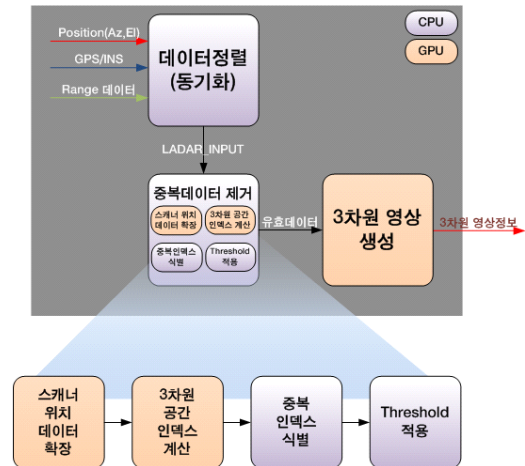 CPU
GPU
Position(Az,El)
GPS/INS
Range 데이터
데이터정렬
(동기화)
LADAR_INPUT
중복데이터 제거
스캐너 위치
데이터 확장
3차원 공간
인덱스 계산
중복인덱스
식별
Threshold
적용
유효데이터
3차원 영상
생성
3차원 영상정보
스캐너
위치
데이터
확장
3차원
공간
인덱스
계산
중복
인덱스
식별
Threshold
적용